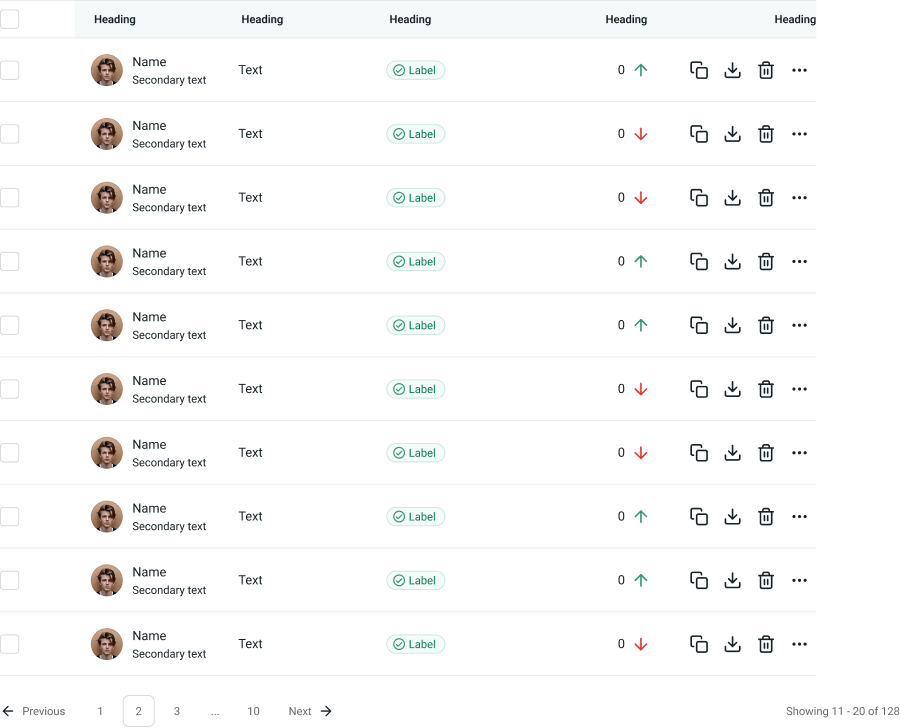 Heading Heading Heading Heading Heading
Name
Secondary text
Text
Label
0
Name
Secondary text
Text
Label
0
Name
Secondary text
Text
Label
0
Name
Secondary text
Text
Label
0
Name
Secondary text
Text
Label
0
Name
Secondary text
Text
Label
0
Name
Secondary text
Text
Label
0
Name
Secondary text
Text
Label
0
Name
Secondary text
Text
Label
0
Name
Secondary text
Text
Label
0
Previous 1 2 3 ... 10 Next Showing 11 - 20 of 128